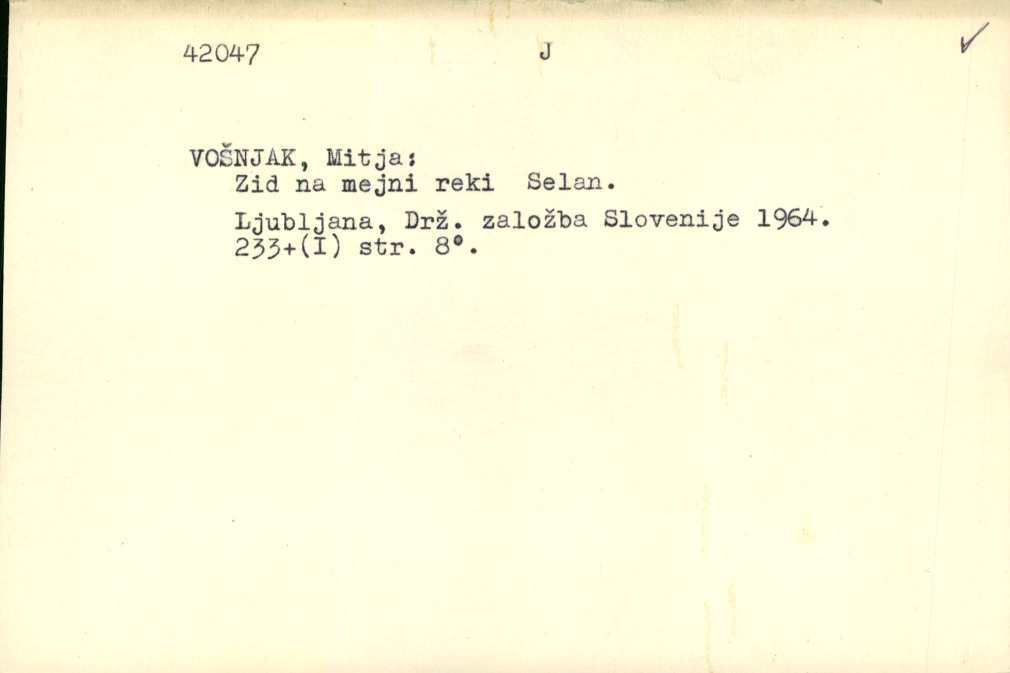 42047 J
VOŠNJAK, Mitja:
Zid na mejni reki Selan.
Ljubljana, Drž. založba Slovenije 1964.
233+(I) str. 8°.